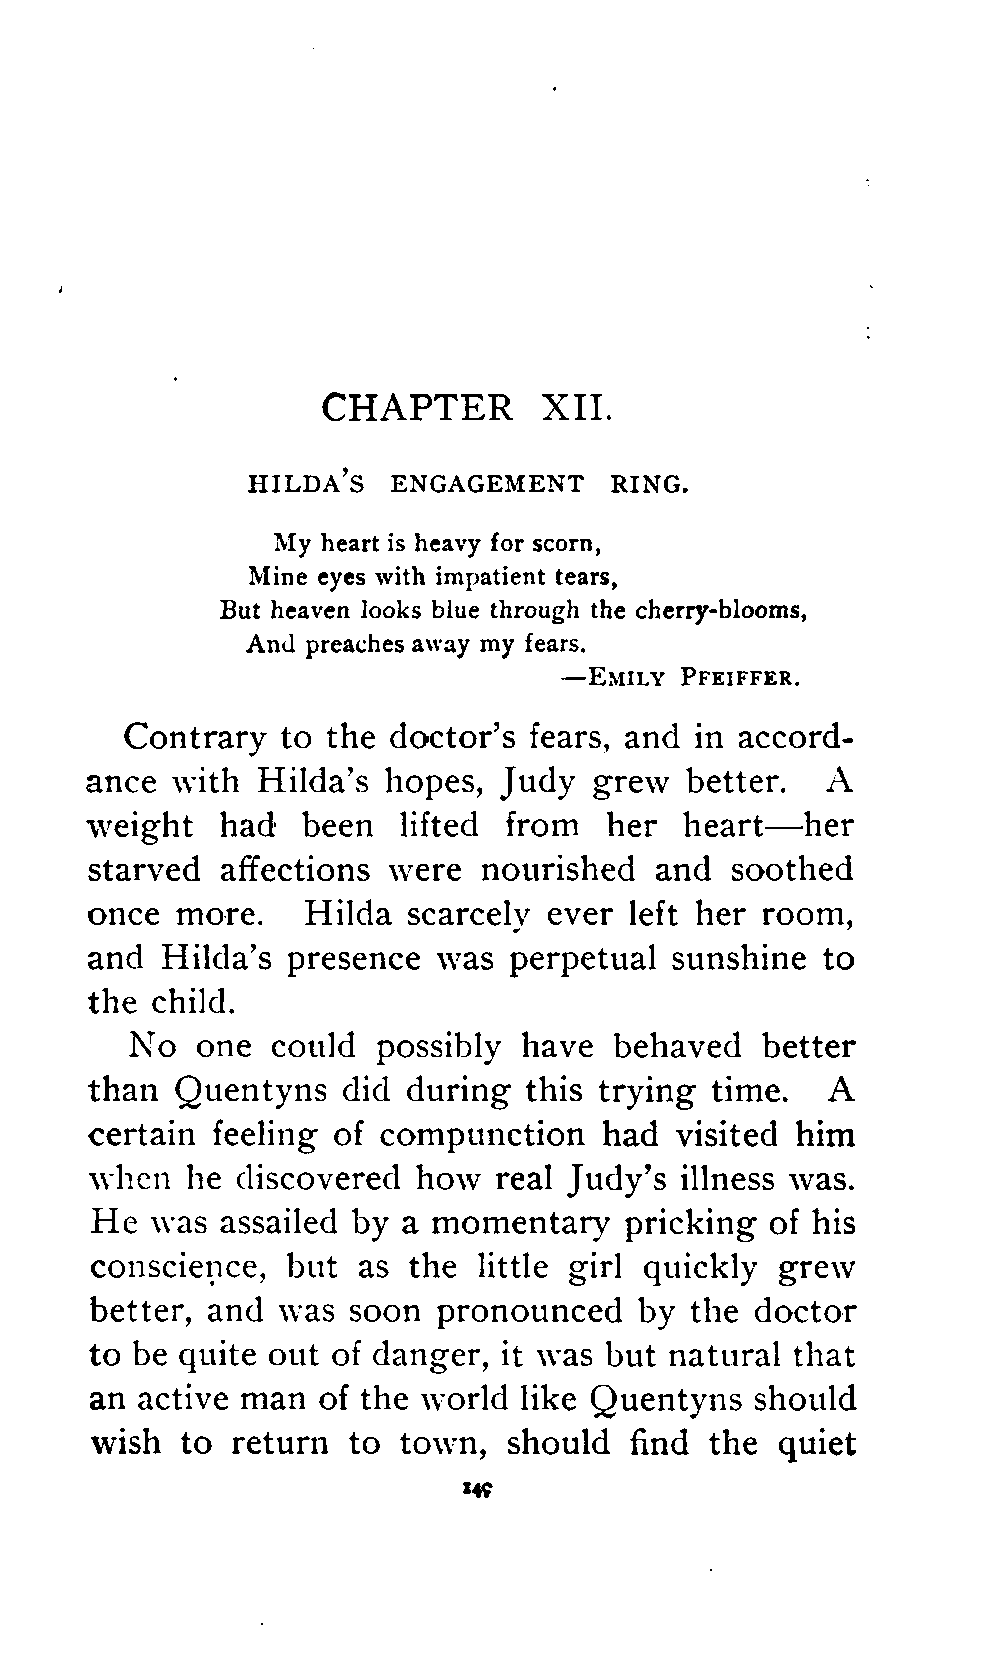 CHAPTER XII.
HILDA'S ENGAGEMENT RING.
My heart is heavy for scorn,
Mine eyes with impatient tears,
But heaven looks blue through the cherry-blooms,
And preaches away my fears.
—EMILY PFEIFFER.
Contrary to the doctor's fears, and in accord-
ance with Hilda's hopes, Judy grew better. A
weight had been lifted from her heart—her
starved affections were nourished and soothed
once more. Hilda scarcely ever left her room,
and Hilda's presence was perpetual sunshine to
the child.
No one could possibly have behaved better
than Quentyns did during this trying time. A
certain feeling of compunction had visited him
when he discovered how real Judy's illness was.
He was assailed by a momentary pricking of his
conscience, but as the little girl quickly grew
better, and was soon pronounced by the doctor
to be quite out of danger, it was but natural that
an active man of the world like Quentyns should
wish to return to town, should find the quiet